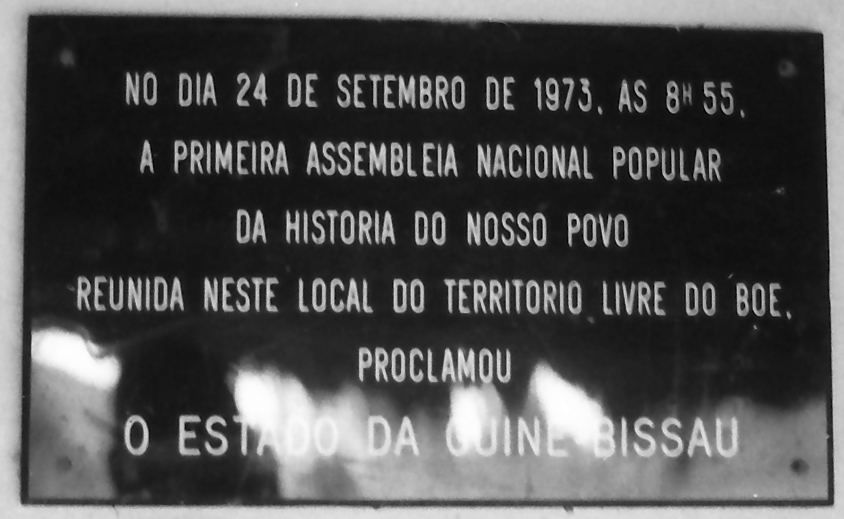 NO DIA 24 DE SETEMBRO DE 1973, AS 8H 55,
A PRIMEIRA ASSEMBLEIA NACIONAL POPULAR
DA HISTORIA DO NOSSO POVO
REUNIDA NESTE LOCAL DO TERRITORIO LIVRE DO BOE,
PROCLAMOU
O ESTADO DA GUINE-BISSAU